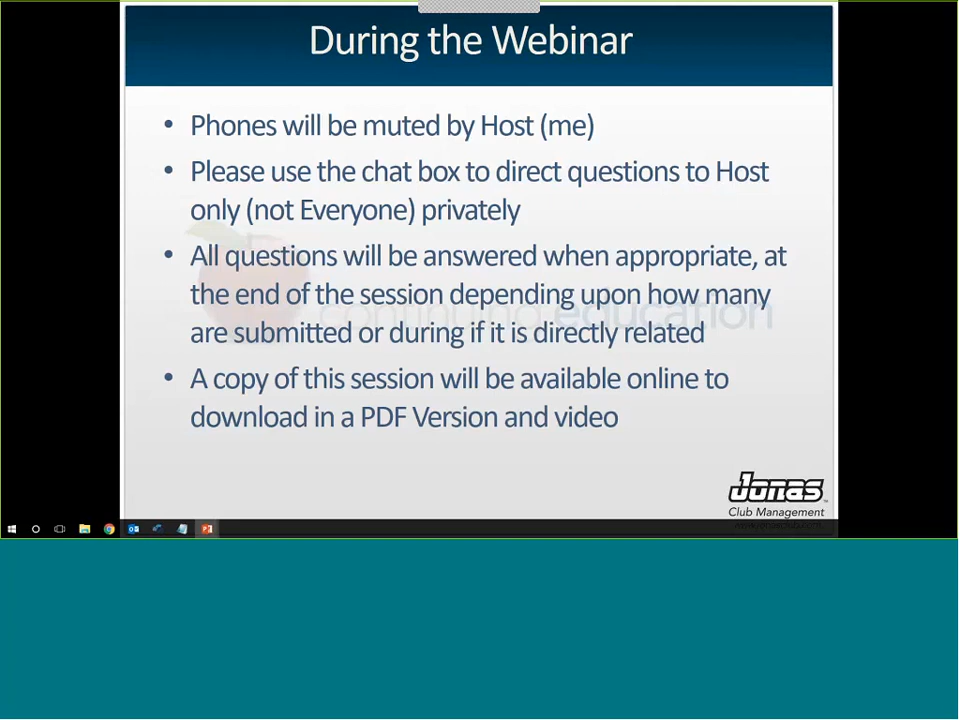 During the Webinar
• Phones will be muted by Host (me)
• Please use the chat box to direct questions to Host
only (not Everyone) privately
• All questions will be answered when appropriate, at
the end of the session depending upon how many
are submitted or during if it is directly related
• A copy of this session will be available online to
download in a PDF Version and video
continuing education
Jonas
Club Management